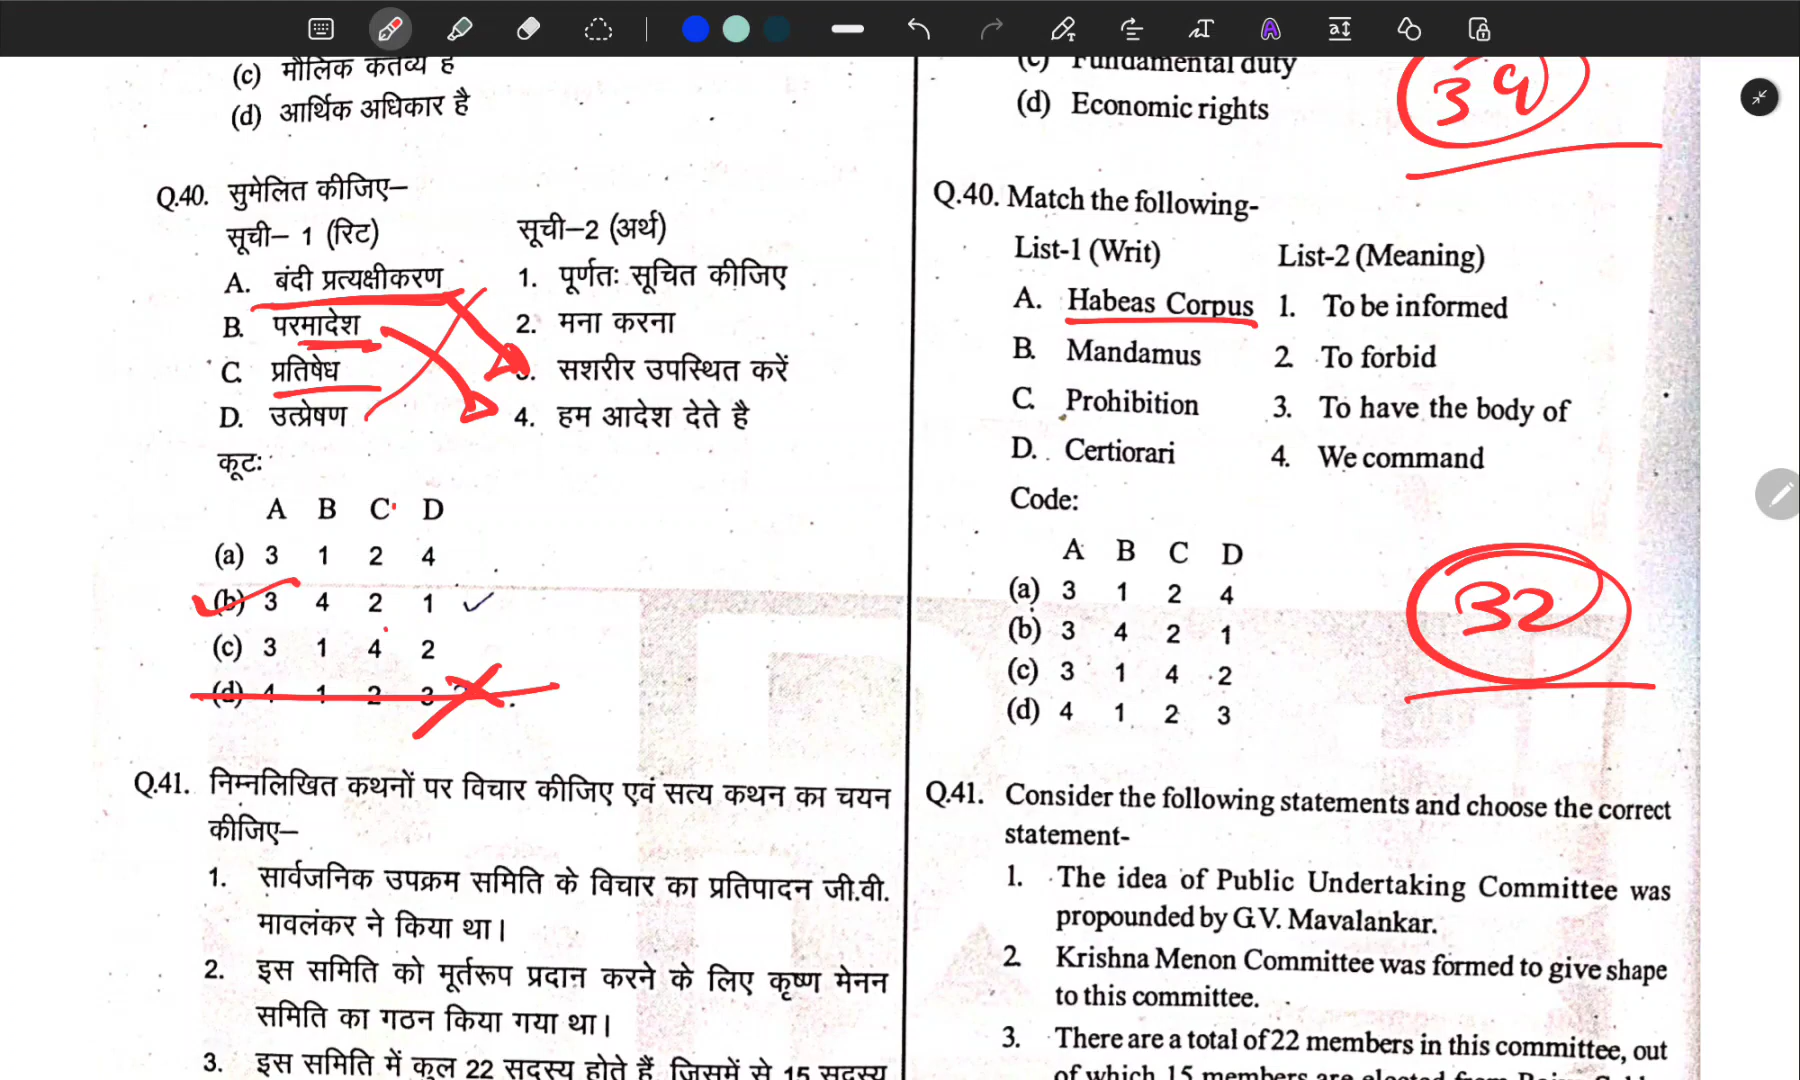 (c) मौलिक कर्तव्य है
(d) आर्थिक अधिकार है
Q.40. सुमेलित कीजिए–
सूची– 1 (रिट) सूची–2 (अर्थ)
A. बंदी प्रत्यक्षीकरण 1. पूर्णतः सूचित कीजिए
B. परमादेश 2. मना करना
C. प्रतिषेध 3. सशरीर उपस्थित करें
D. उत्प्रेषण 4. हम आदेश देते है
कूटः
A B C D
(a) 3 1 2 4
(b) 3 4 2 1
(c) 3 1 4 2
(d) 4 1 2 3
Q.41. निम्नलिखित कथनों पर विचार कीजिए एवं सत्य कथन का चयन
कीजिए–
1. सार्वजनिक उपक्रम समिति के विचार का प्रतिपादन जी.वी.
मावलंकर ने किया था।
2. इस समिति को मूर्तरूप प्रदान करने के लिए कृष्ण मेनन
समिति का गठन किया गया था।
3. इस समिति में कुल 22 सदस्य होते हैं, जिसमें से 15 सदस्य
(c) Fundamental duty
(d) Economic rights
Q.40. Match the following-
List-1 (Writ) List-2 (Meaning)
A. Habeas Corpus 1. To be informed
B. Mandamus 2. To forbid
C. Prohibition 3. To have the body of
D. Certiorari 4. We command
Code:
A B C D
(a) 3 1 2 4
(b) 3 4 2 1
(c) 3 1 4 2
(d) 4 1 2 3
32
Q.41. Consider the following statements and choose the correct
statement-
1. The idea of Public Undertaking Committee was
propounded by G.V. Mavalankar.
2. Krishna Menon Committee was formed to give shape
to this committee.
3. There are a total of 22 members in this committee, out
of which 15 members are elected from